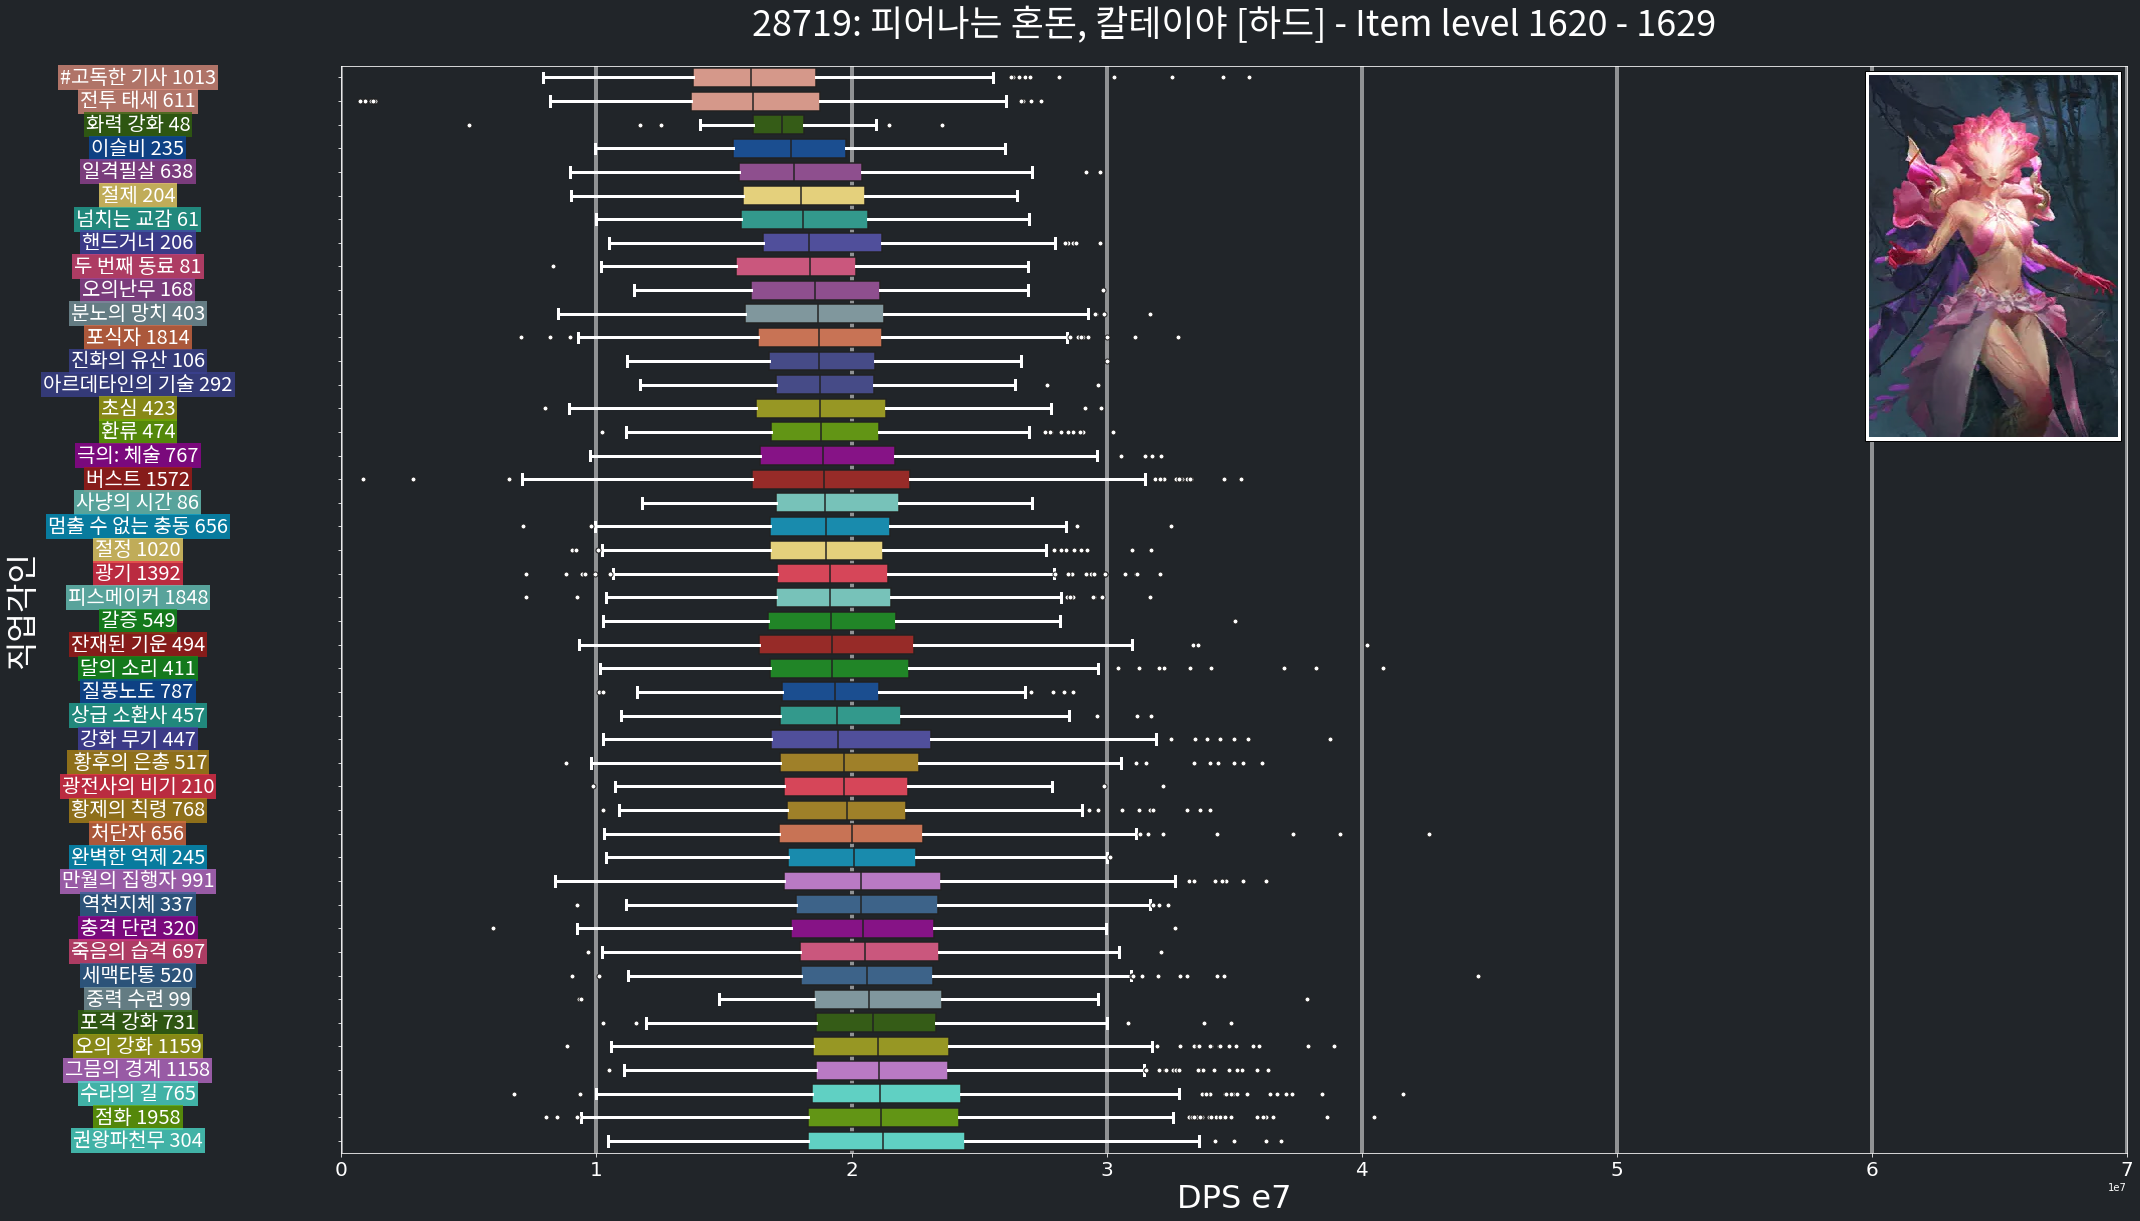 28719: 피어나는 혼돈, 칼테이야 [하드] - Item level 1620 - 1629
직업각인
#고독한 기사 1013
전투 태세 611
화력 강화 48
이슬비 235
일격필살 638
절제 204
넘치는 교감 61
핸드거너 206
두 번째 동료 81
오의난무 168
분노의 망치 403
포식자 1814
진화의 유산 106
아르데타인의 기술 292
초심 423
환류 474
극의: 체술 767
버스트 1572
사냥의 시간 86
멈출 수 없는 충동 656
절정 1020
광기 1392
피스메이커 1848
갈증 549
잔재된 기운 494
달의 소리 411
질풍노도 787
상급 소환사 457
강화 무기 447
황후의 은총 517
광전사의 비기 210
황제의 칙령 768
처단자 656
완벽한 억제 245
만월의 집행자 991
역천지체 337
충격 단련 320
죽음의 습격 697
세맥타통 520
중력 수련 99
포격 강화 731
오의 강화 1159
그믐의 경계 1158
수라의 길 765
점화 1958
권왕파천무 304
0 1 2 3 4 5 6 7
1e7
DPS e7